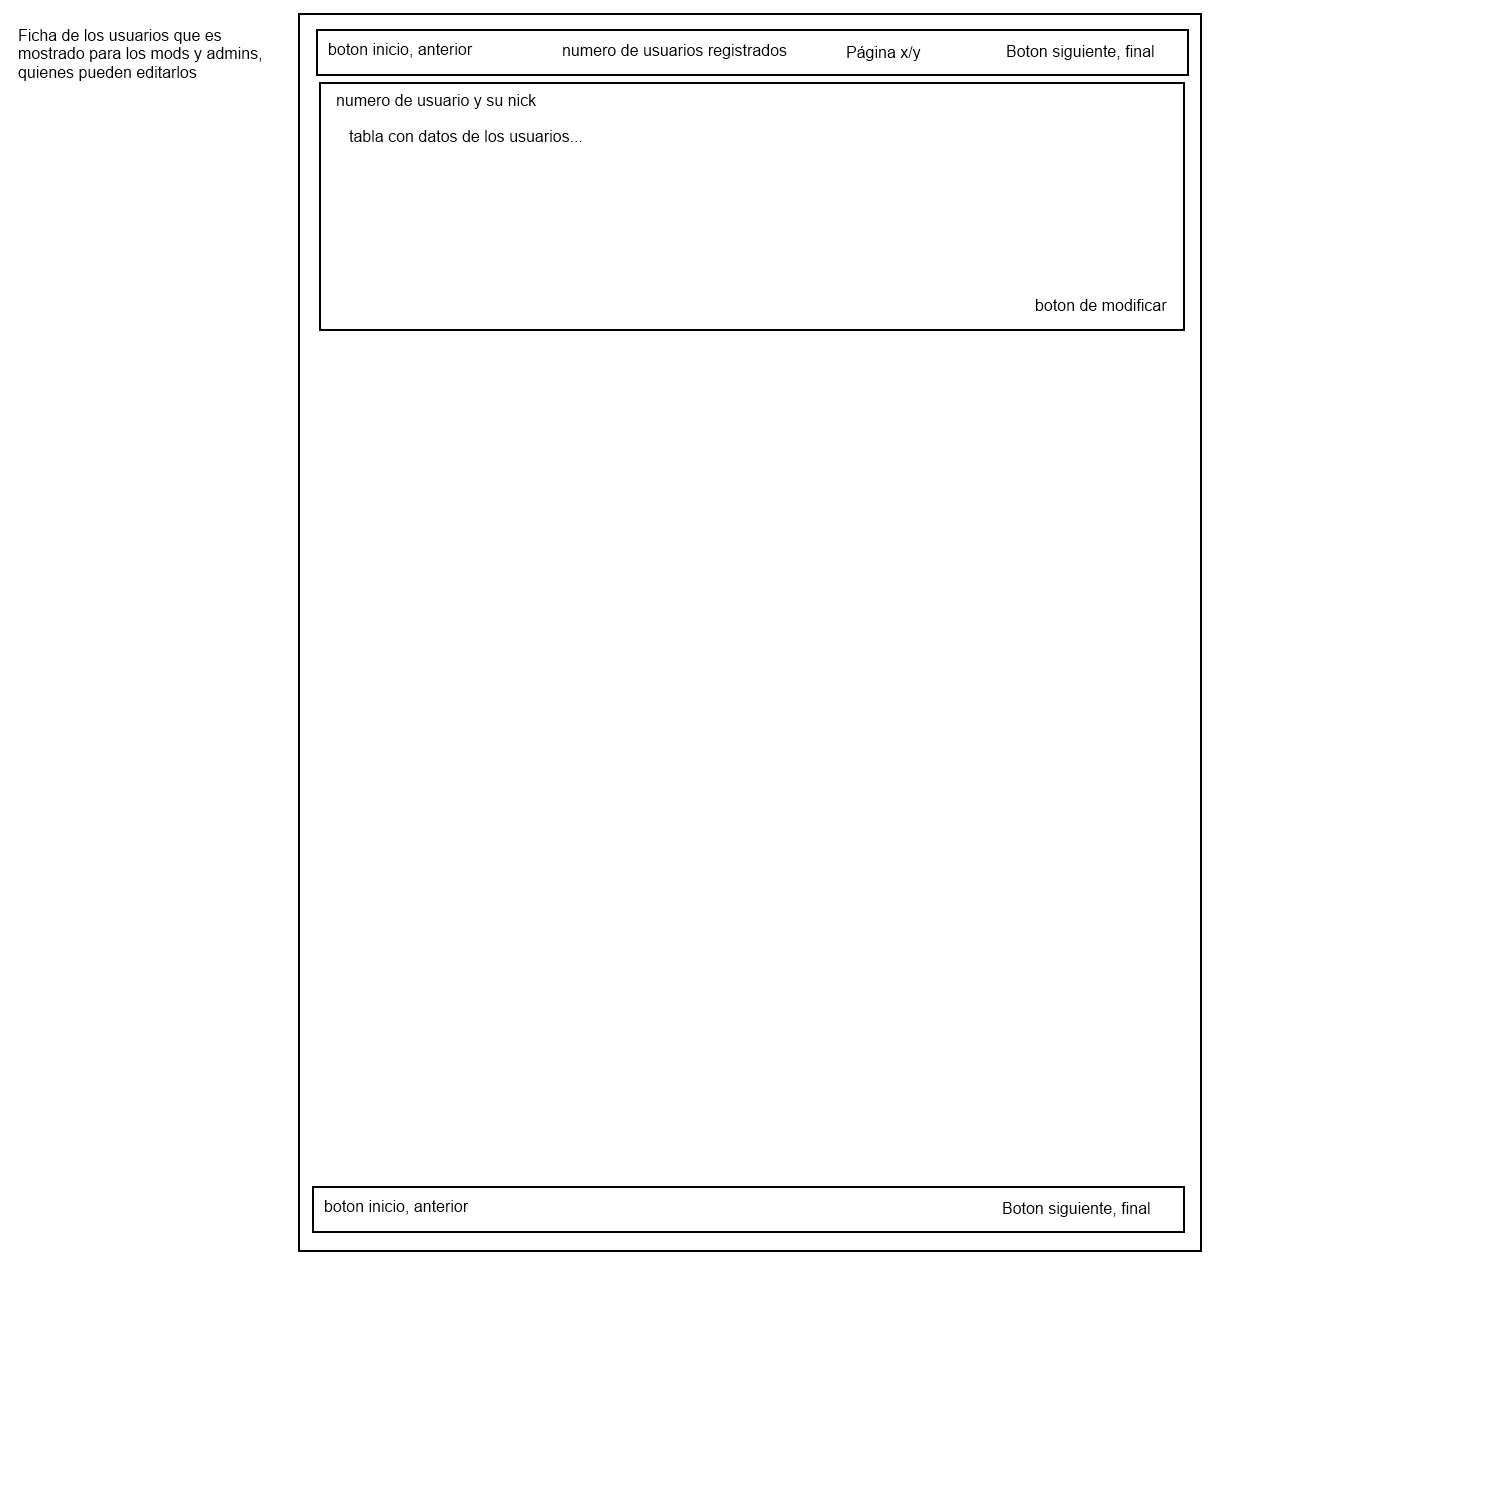 Ficha de los usuarios que es
mostrado para los mods y admins,
quienes pueden editarlos
boton inicio, anterior
numero de usuarios registrados
Página x/y
Boton siguiente, final
numero de usuario y su nick
tabla con datos de los usuarios...
boton de modificar
boton inicio, anterior
Boton siguiente, final